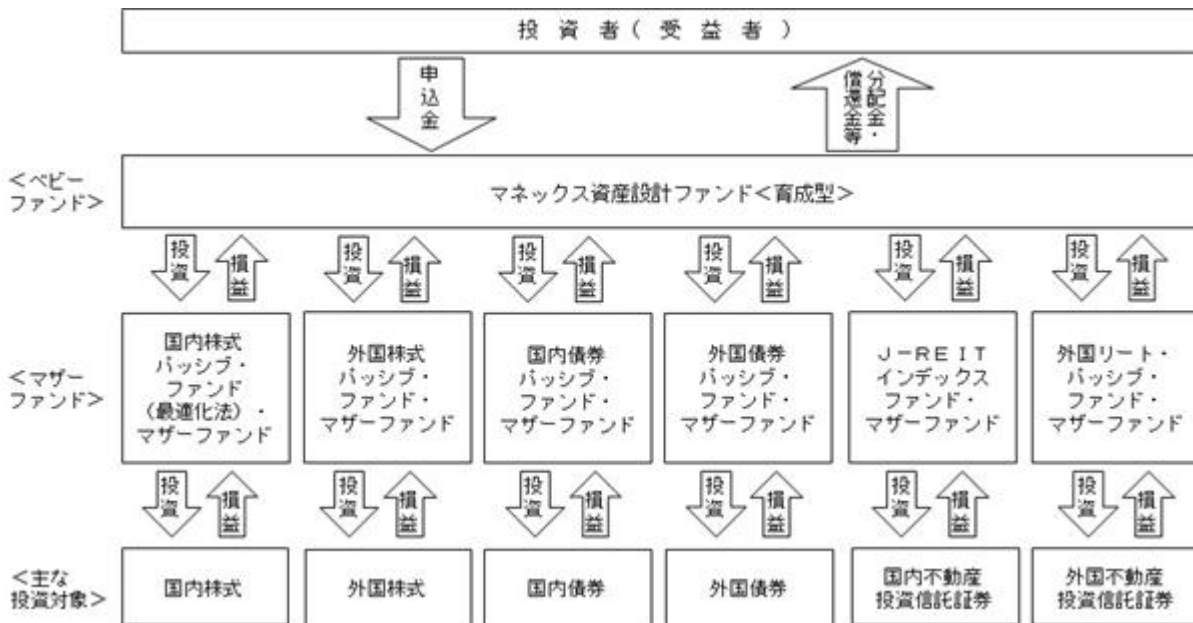 投資者(受益者)
申込金
分配金・
償還金等
＜ベビー
ファンド＞
マネックス資産設計ファンド＜育成型＞
投資
損益
投資
損益
投資
損益
投資
損益
投資
損益
投資
損益
＜マザー
ファンド＞
国内株式
パッシブ・
ファンド
(最適化法)・
マザーファンド
外国株式
パッシブ・
ファンド・
マザーファンド
国内債券
パッシブ・
ファンド・
マザーファンド
外国債券
パッシブ・
ファンド・
マザーファンド
Ｊ－ＲＥＩＴ
インデックス
ファンド・
マザーファンド
外国リート・
パッシブ・
ファンド・
マザーファンド
投資
損益
投資
損益
投資
損益
投資
損益
投資
損益
投資
損益
＜主な
投資対象＞
国内株式
外国株式
国内債券
外国債券
国内不動産
投資信託証券
外国不動産
投資信託証券